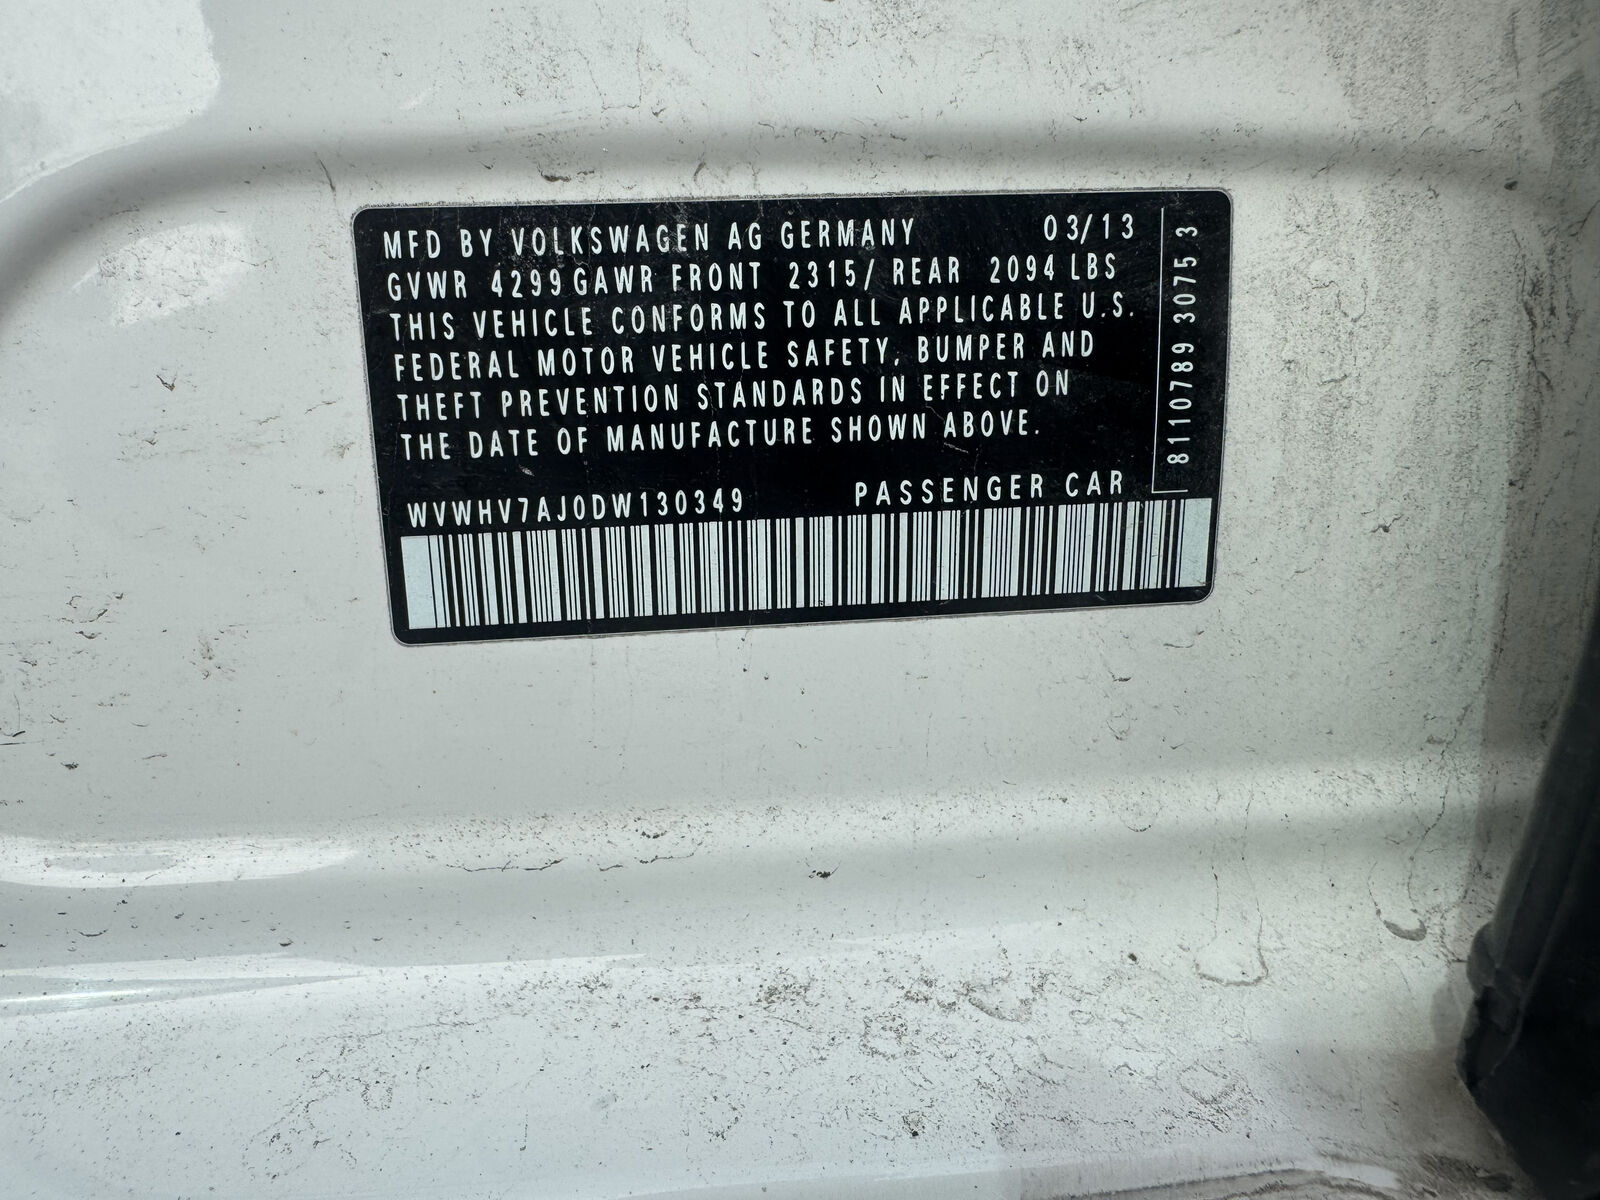 MFD BY VOLKSWAGEN AG GERMANY 03/13
GVWR 4299 GAWR FRONT 2315/ REAR 2094 LBS
THIS VEHICLE CONFORMS TO ALL APPLICABLE U.S.
FEDERAL MOTOR VEHICLE SAFETY, BUMPER AND
THEFT PREVENTION STANDARDS IN EFFECT ON
THE DATE OF MANUFACTURE SHOWN ABOVE.
WVWHV7AJ0DW130349 PASSENGER CAR
8110789 3075 3